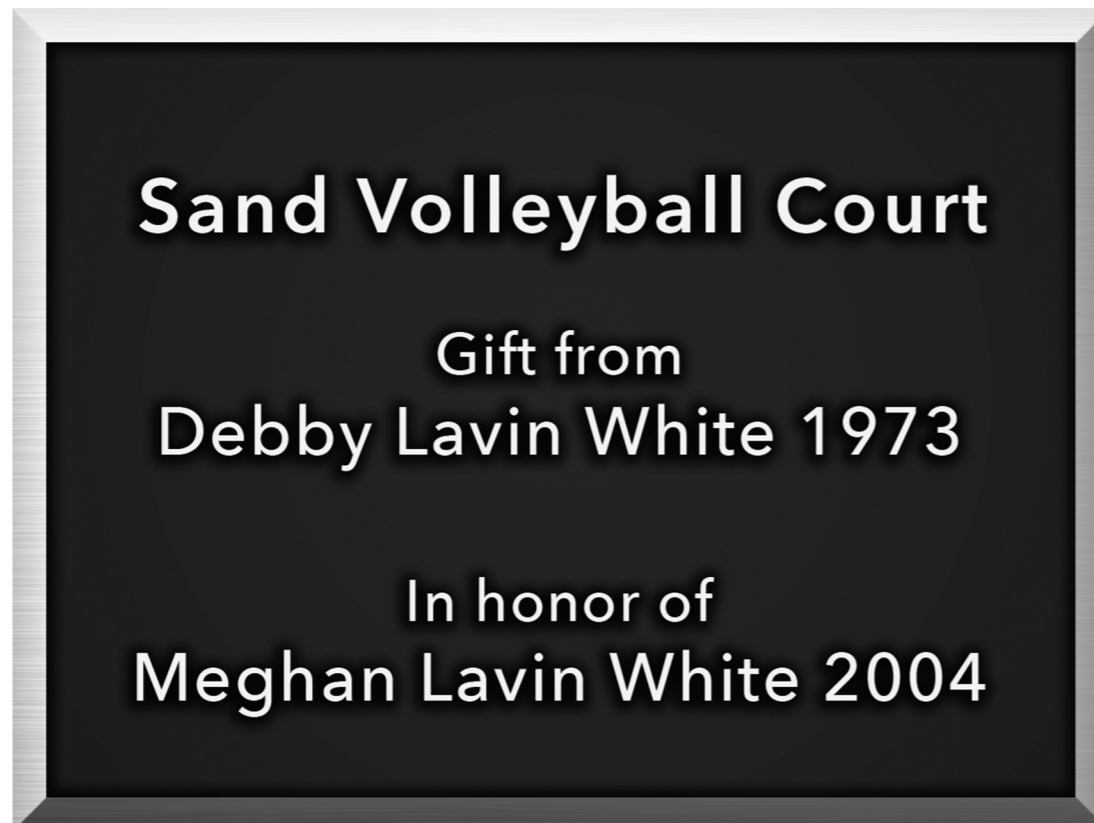 Sand Volleyball Court
Gift from
Debby Lavin White 1973
In honor of
Meghan Lavin White 2004